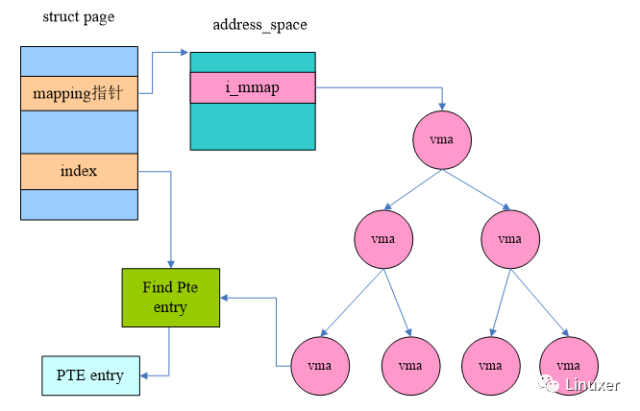 struct page
address_space
mapping指针
i_mmap
index
vma
vma
vma
Find Pte
entry
vma
vma
vma
vma
PTE entry
Linuxer